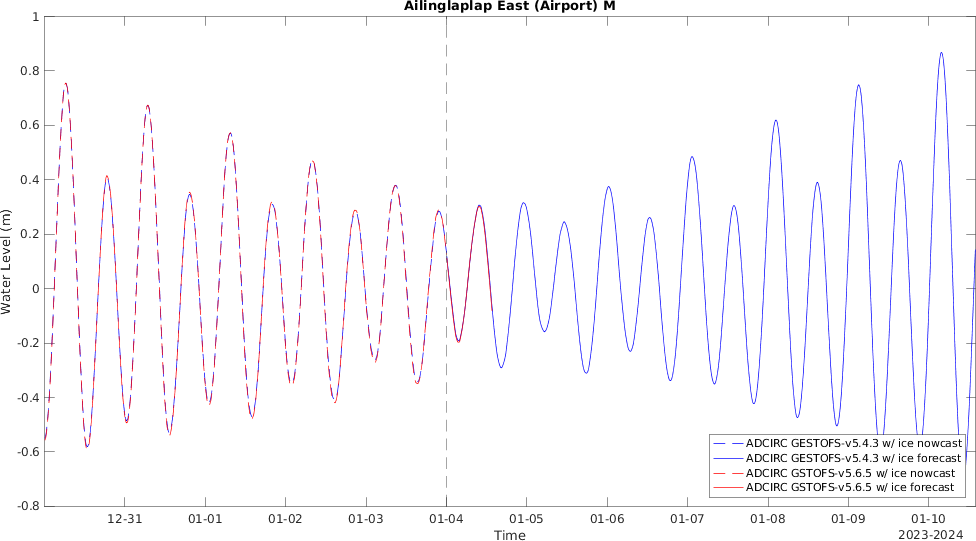 Ailinglaplap East (Airport) M
Water Level (m)
1
0.8
0.6
0.4
0.2
0
-0.2
-0.4
-0.6
-0.8
ADCIRC GESTOFS-v5.4.3 w/ ice nowcast
ADCIRC GESTOFS-v5.4.3 w/ ice forecast
ADCIRC GSTOFS-v5.6.5 w/ ice nowcast
ADCIRC GSTOFS-v5.6.5 w/ ice forecast
12-31 01-01 01-02 01-03 01-04 01-05 01-06 01-07 01-08 01-09 01-10
Time
2023-2024